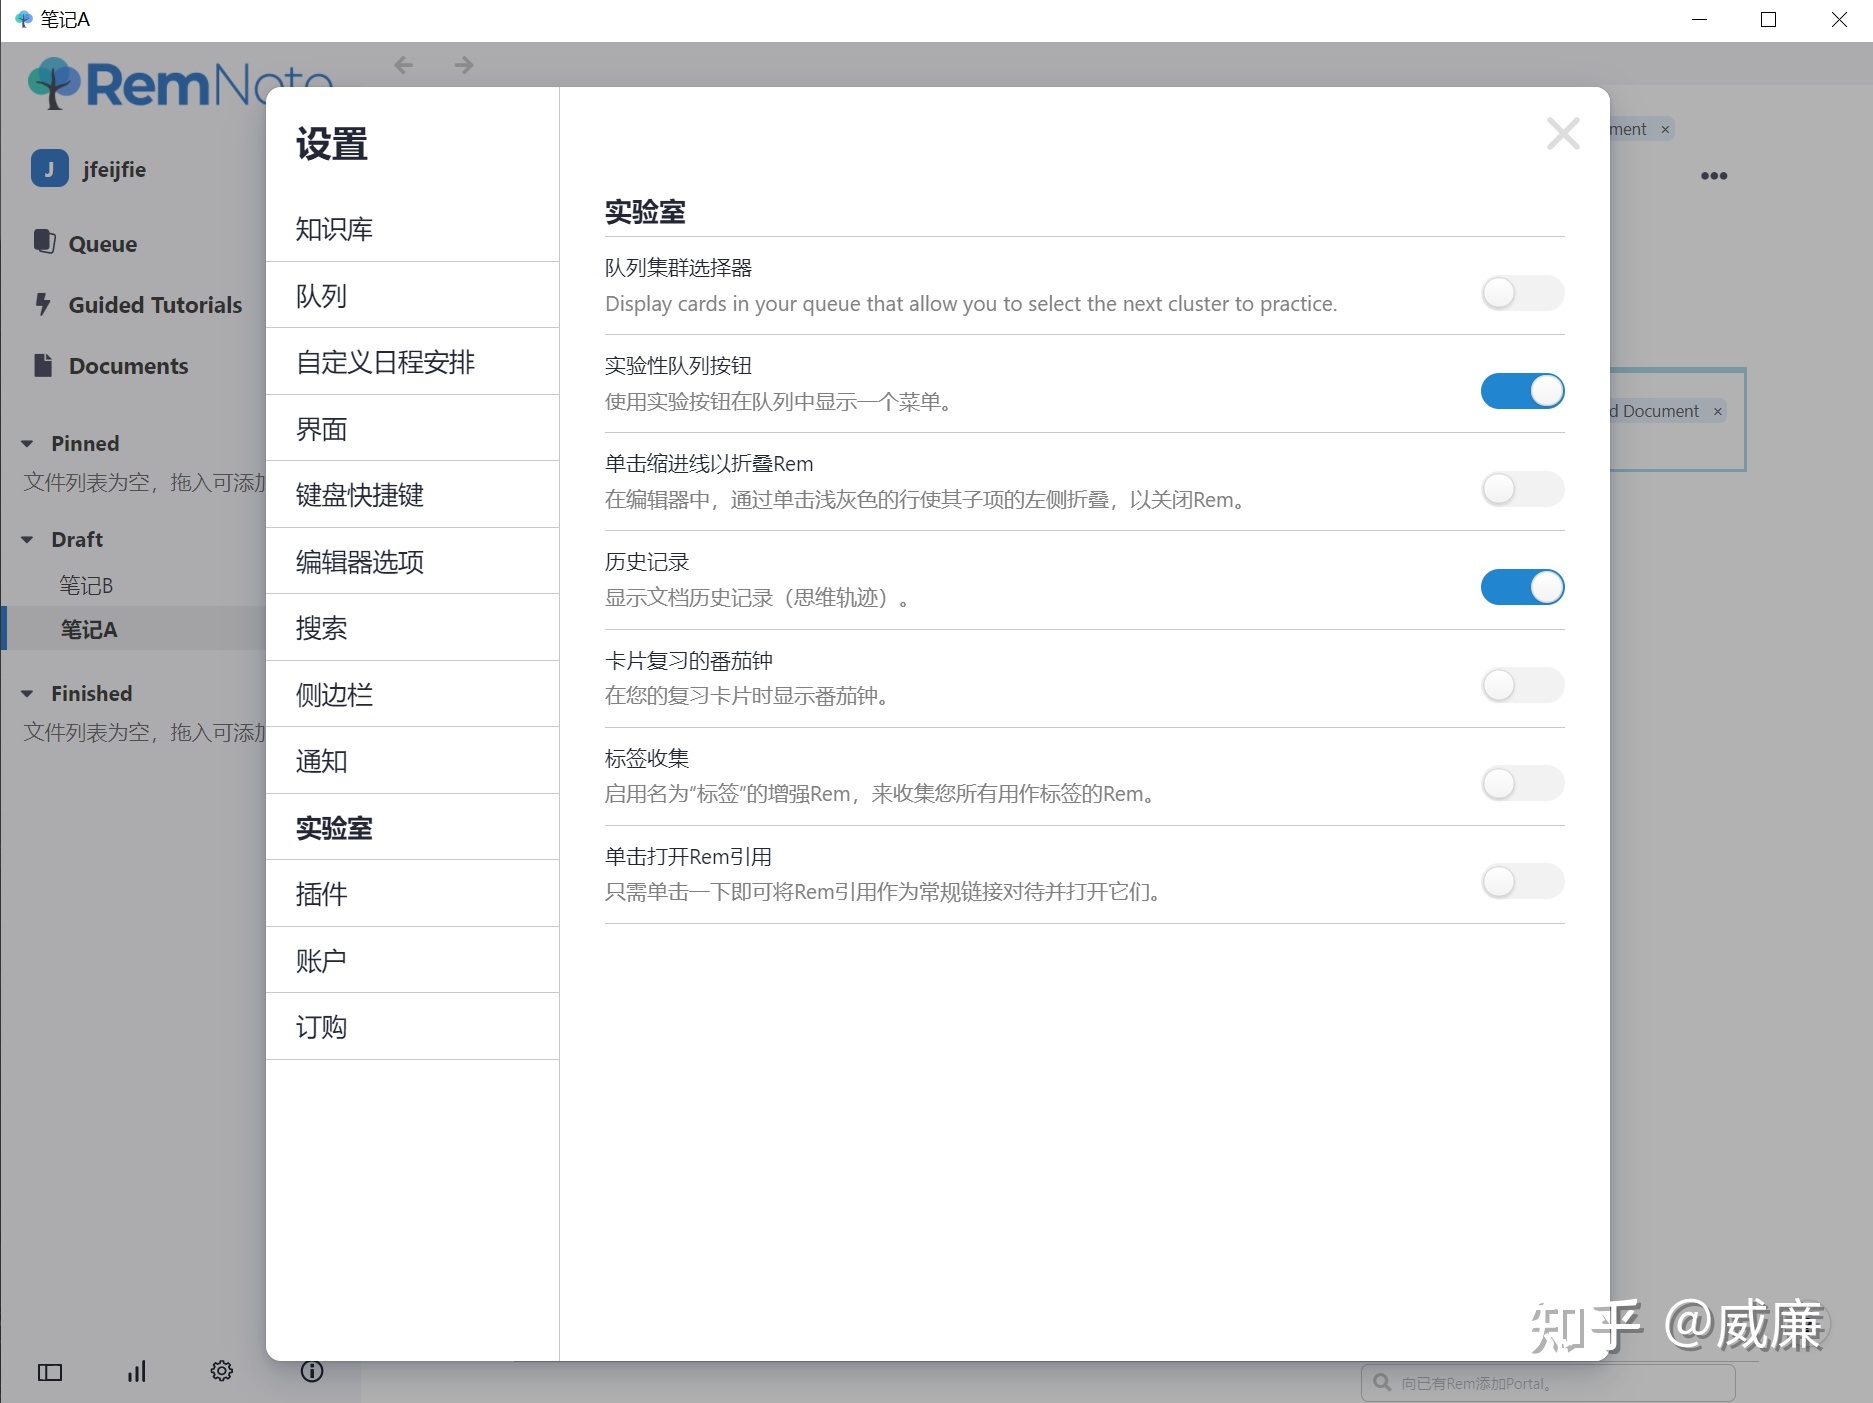 笔记A
RemNote
jfeijfie
J
Queue
Guided Tutorials
Documents
Pinned
文件列表为空，拖入可添加
Draft
笔记B
笔记A
Finished
文件列表为空，拖入可添加
设置
知识库
队列
自定义日程安排
界面
键盘快捷键
编辑器选项
搜索
侧边栏
通知
实验室
插件
账户
订购
实验室
队列集群选择器
Display cards in your queue that allow you to select the next cluster to practice.
实验性队列按钮
使用实验按钮在队列中显示一个菜单。
单击缩进线以折叠Rem
在编辑器中，通过单击浅灰色的行使其子项的左侧折叠，以关闭Rem。
历史记录
显示文档历史记录（思维轨迹）。
卡片复习的番茄钟
在您的复习卡片时显示番茄钟。
标签收集
启用名为“标签”的增强Rem，来收集您所有用作标签的Rem。
单击打开Rem引用
只需单击一下即可将Rem引用作为常规链接对待并打开它们。
ment ×
d Document ×
知乎 @威廉
向已有Rem添加Portal。